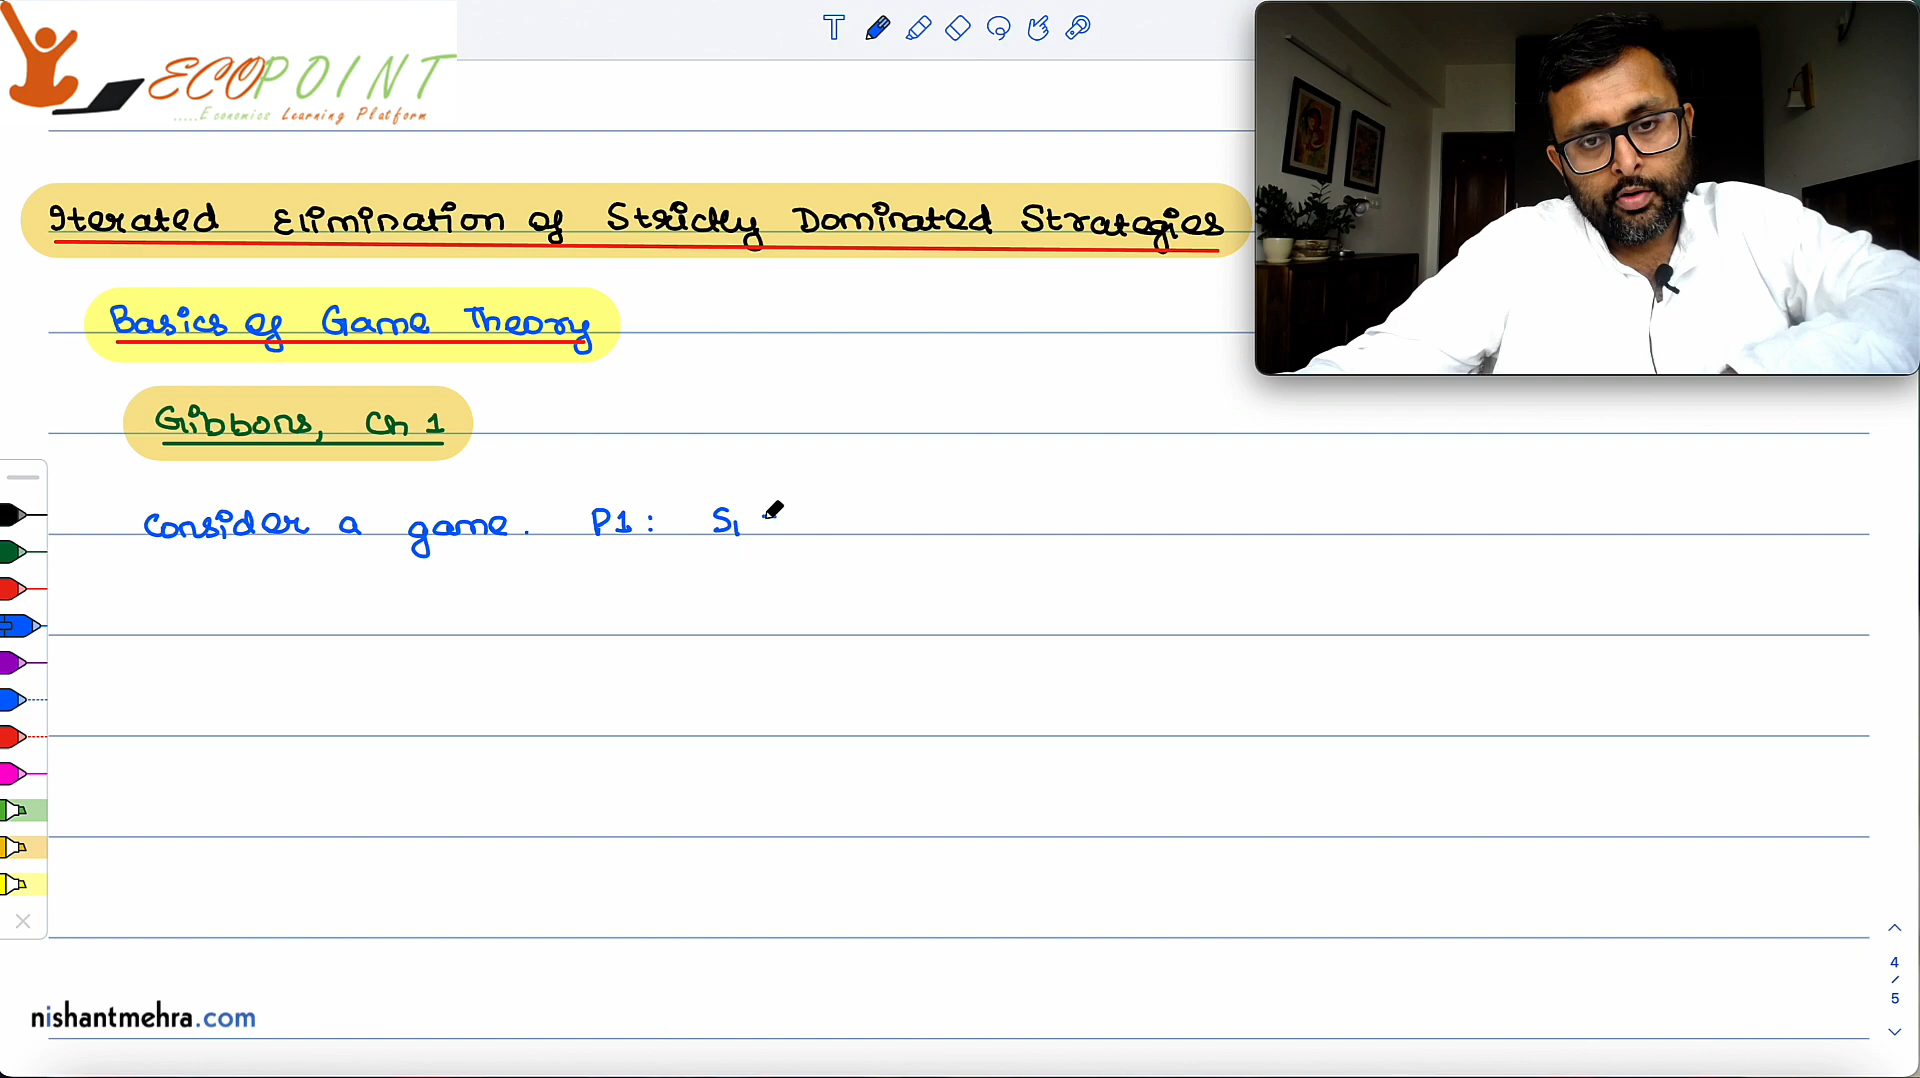 ECOPOINT
.....Economics Learning Platform
Iterated Elimination of Strictly Dominated Strategies
Basics of Game Theory
Gibbons, Ch 1
Consider a game. P1: S₁
4
/
5
nishantmehra.com